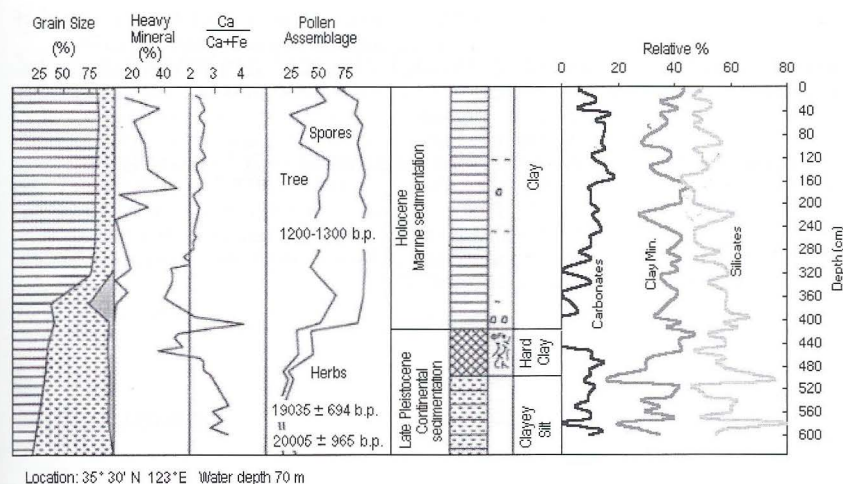 Grain Size
(%)
25 50 75
Heavy
Mineral
(%)
20 40
Ca
Ca+Fe
2 3 4
Pollen
Assemblage
25 50 75
Relative %
0 20 40 60 80
Spores
Tree
1200-1300 b.p.
Herbs
19035 ± 694 b.p.
20005 ± 965 b.p.
Holocene
Marine sedimentation
Late Pleistocene
Continental
sedimentation
Clay
Hard
Clay
Clayey
Silt
Carbonates
Clay Min.
Silicates
0
40
80
120
160
200
240
280
320
360
400
440
480
520
560
600
Depth (cm)
Location: 35° 30' N 123°E Water depth 70 m